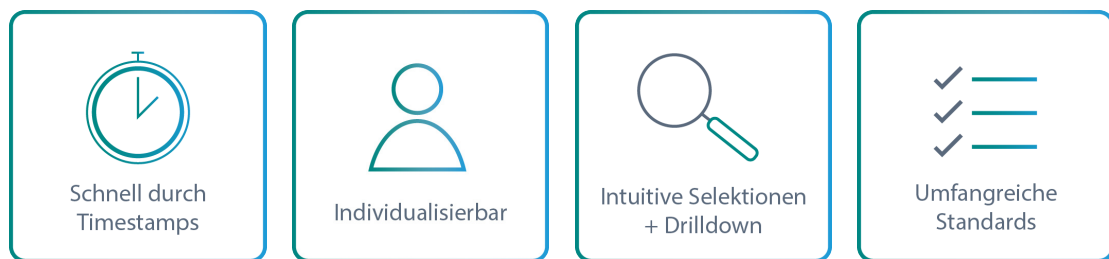 Schnell durch
Timestamps
Individualisierbar
Intuitive Selektionen
+ Drilldown
Umfangreiche
Standards